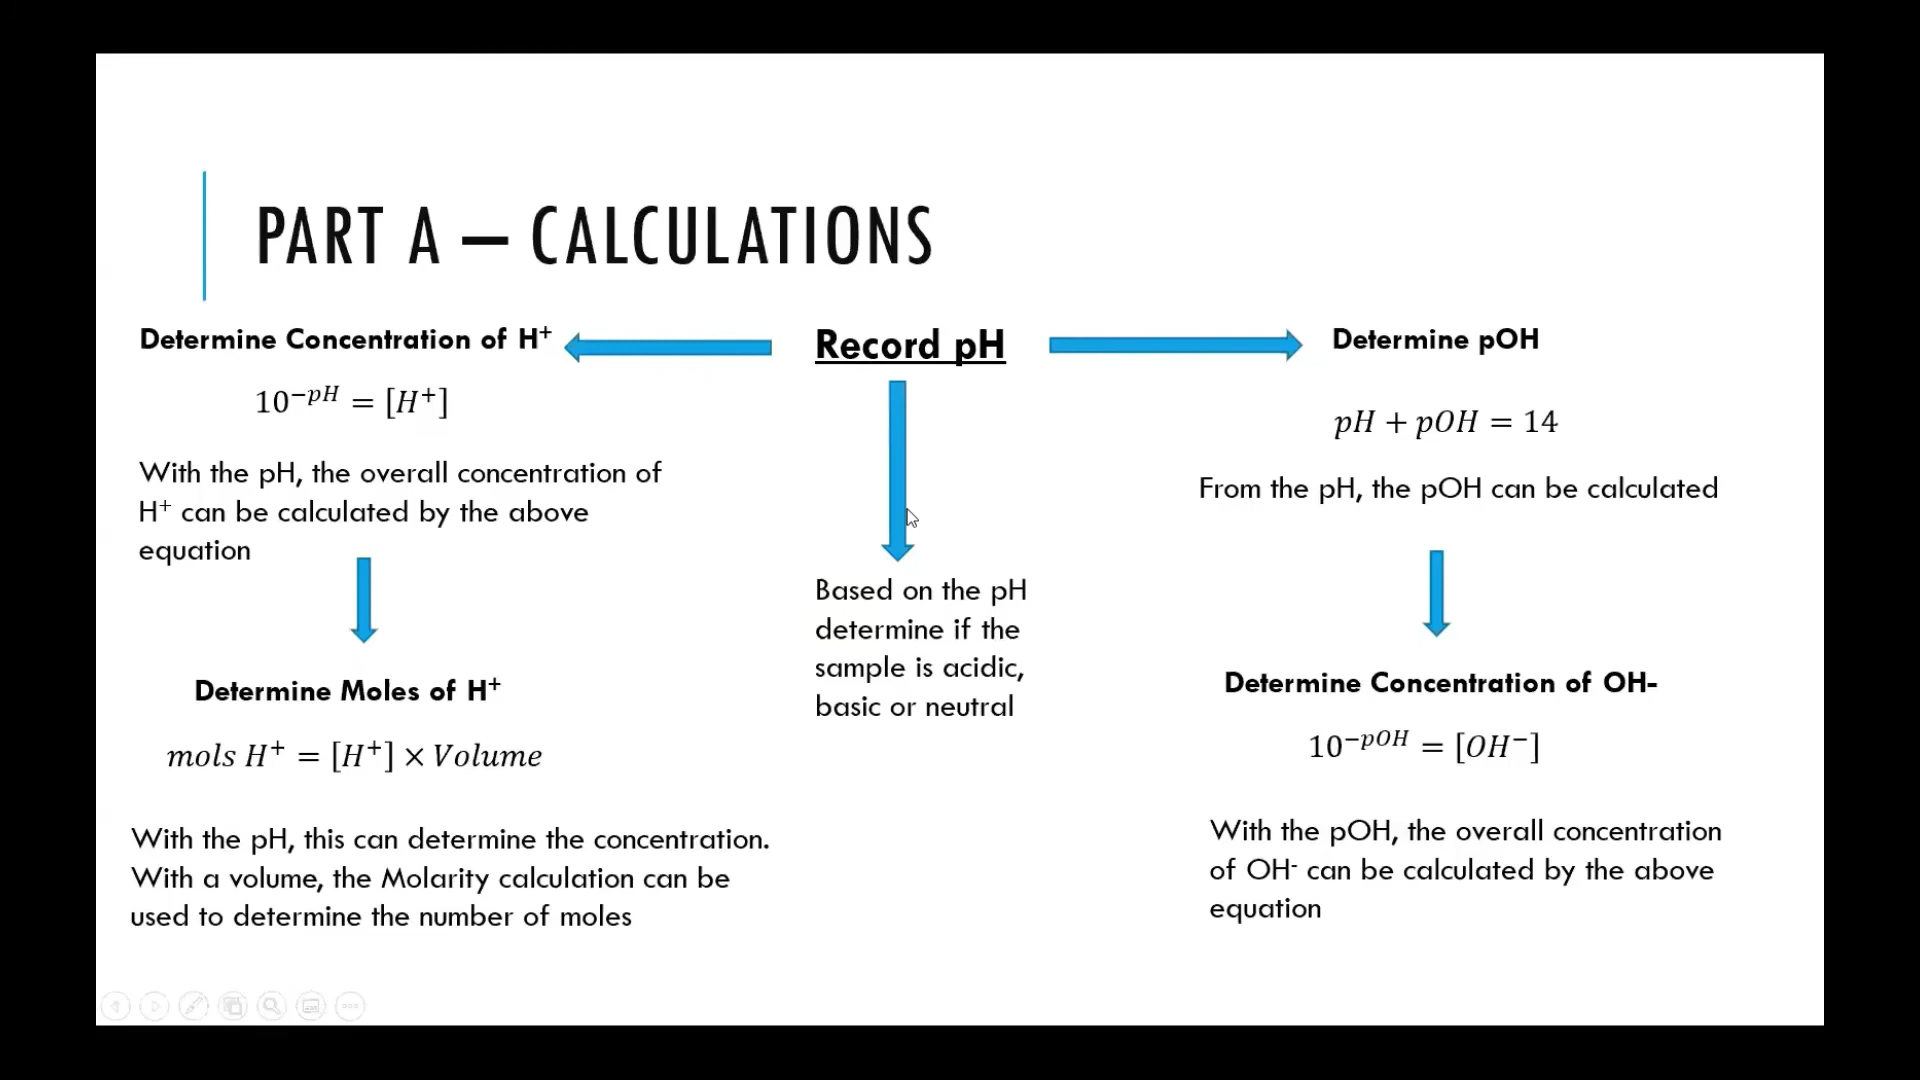 PART A – CALCULATIONS
Determine Concentration of H⁺
10^{-pH} = [H⁺]
With the pH, the overall concentration of
H⁺ can be calculated by the above
equation
Determine Moles of H⁺
mols H⁺ = [H⁺] × Volume
With the pH, this can determine the concentration.
With a volume, the Molarity calculation can be
used to determine the number of moles
Record pH
Based on the pH
determine if the
sample is acidic,
basic or neutral
Determine pOH
pH + pOH = 14
From the pH, the pOH can be calculated
Determine Concentration of OH-
10^{-pOH} = [OH⁻]
With the pOH, the overall concentration
of OH⁻ can be calculated by the above
equation